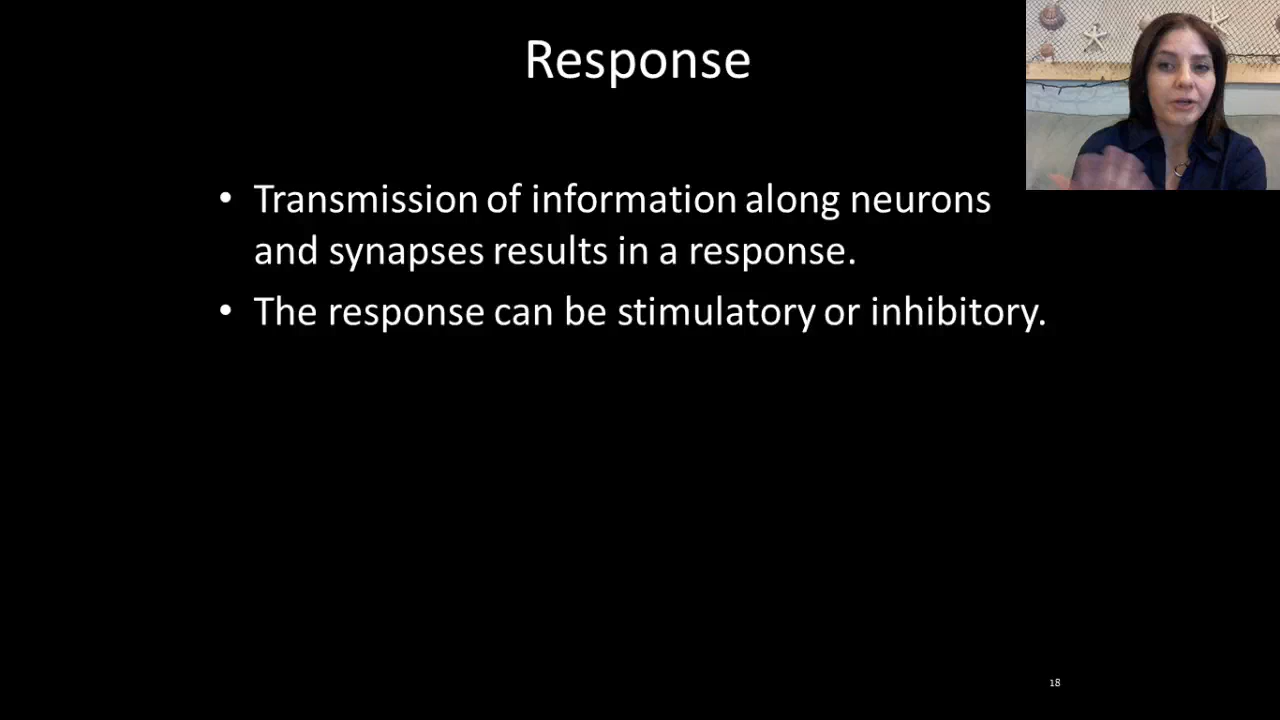 Response
• Transmission of information along neurons
and synapses results in a response.
• The response can be stimulatory or inhibitory.
18